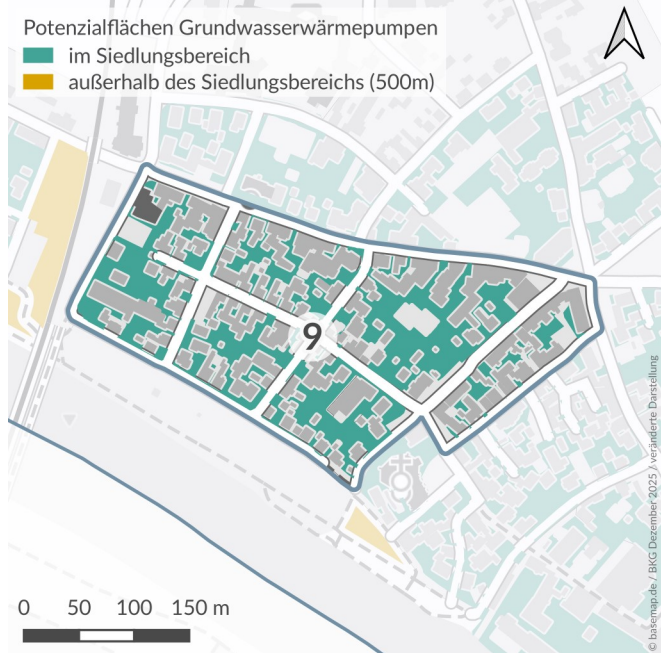 Potenzialflächen Grundwasserwärmepumpen
im Siedlungsbereich
außerhalb des Siedlungsbereichs (500m)
9
0 50 100 150 m
© basemap.de / BKG Dezember 2025 / veränderte Darstellung